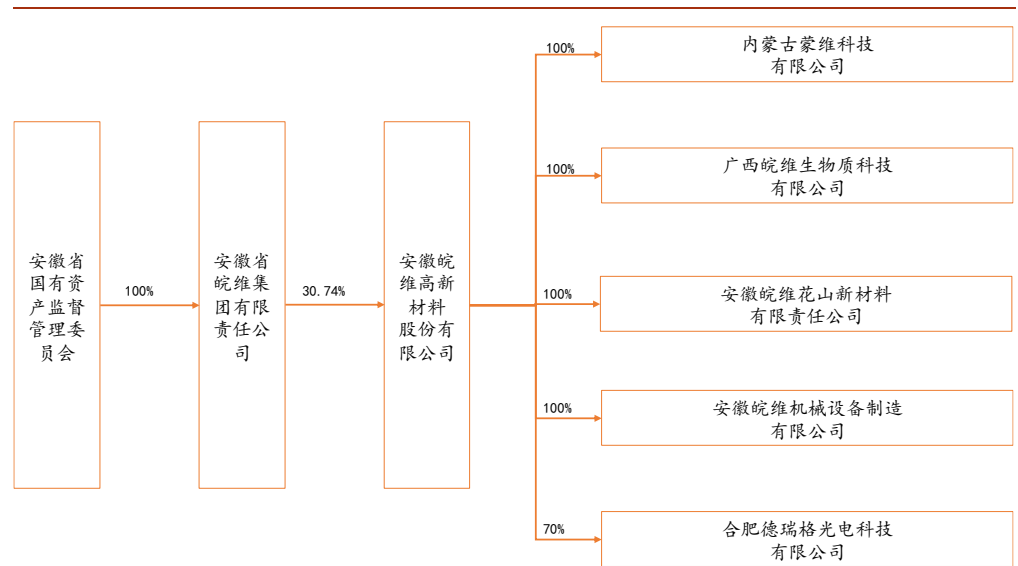 安徽省
国有资
产监督
管理委
员会
100%
安徽省
皖维集
团有限
责任公
司
30.74%
安徽皖
维高新
材料
股份有
限公司
100%
内蒙古蒙维科技
有限公司
100%
广西皖维生物质科技
有限公司
100%
安徽皖维花山新材料
有限责任公司
100%
安徽皖维机械设备制造
有限公司
70%
合肥德瑞格光电科技
有限公司